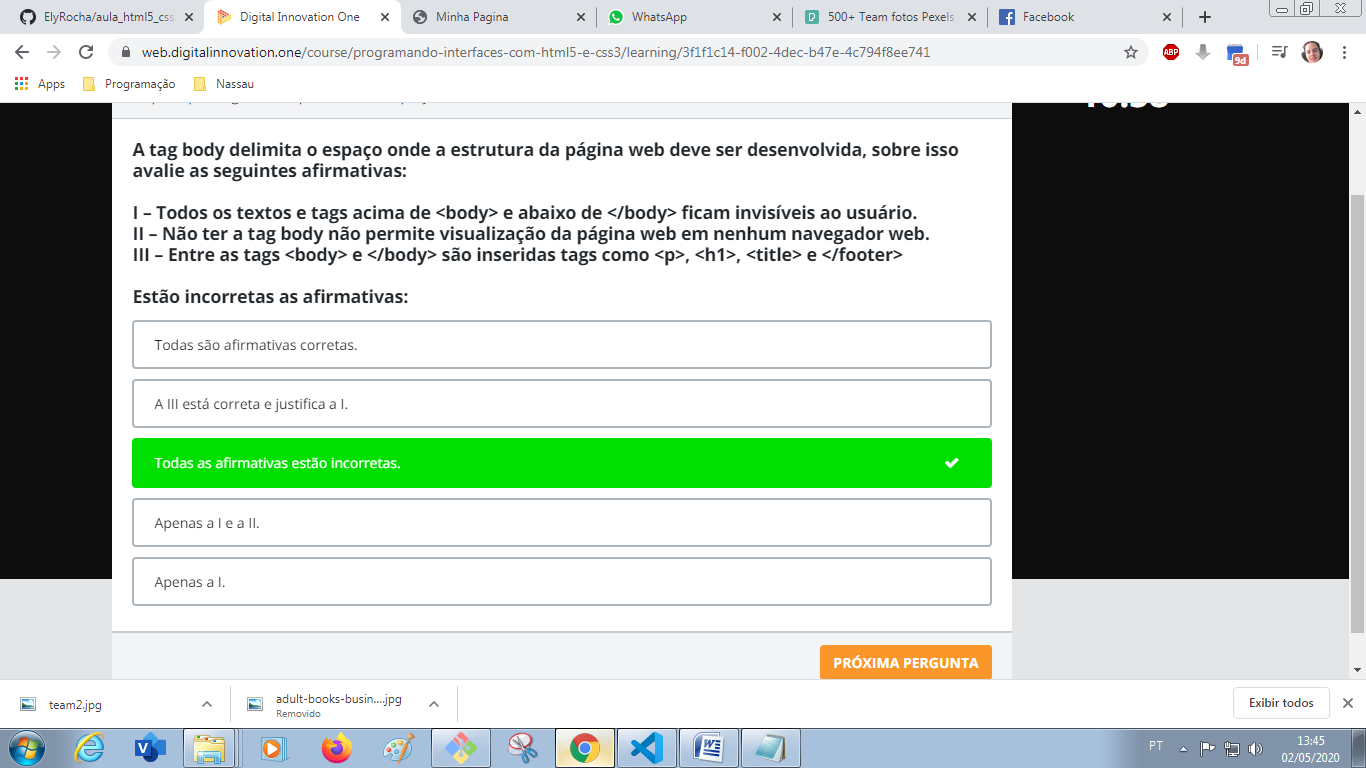 ElyRocha/aula_html5_css
Digital Innovation One
Minha Pagina
WhatsApp
500+ Team fotos Pexels
Facebook
web.digitalinnovation.one/course/programando-interfaces-com-html5-e-css3/learning/3f1f1c14-f002-4dec-b47e-4c794f8ee741
ABP
9d
Apps
Programação
Nassau
A tag body delimita o espaço onde a estrutura da página web deve ser desenvolvida, sobre isso
avalie as seguintes afirmativas:
I – Todos os textos e tags acima de <body> e abaixo de </body> ficam invisíveis ao usuário.
II – Não ter a tag body não permite visualização da página web em nenhum navegador web.
III – Entre as tags <body> e </body> são inseridas tags como <p>, <h1>, <title> e </footer>
Estão incorretas as afirmativas:
Todas são afirmativas corretas.
A III está correta e justifica a I.
Todas as afirmativas estão incorretas.
Apenas a I e a II.
Apenas a I.
PRÓXIMA PERGUNTA
team2.jpg
adult-books-busin....jpg
Removido
Exibir todos
PT
13:45
02/05/2020